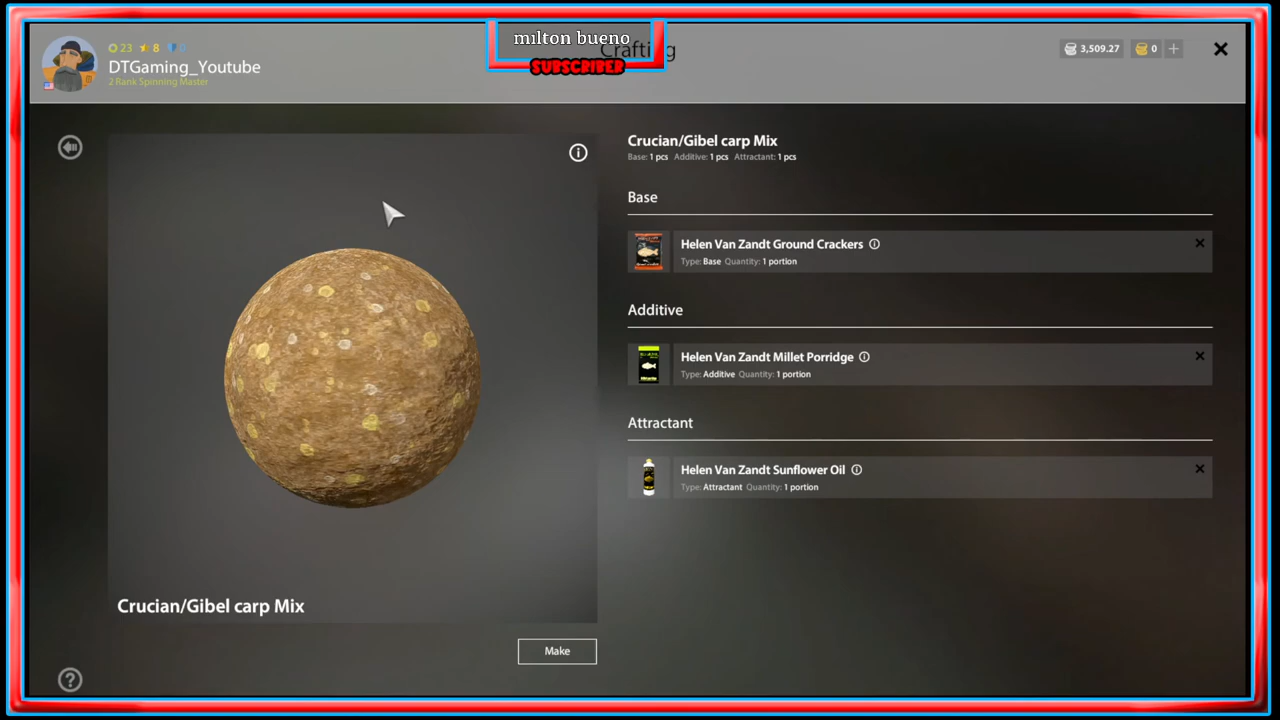 milton bueno
SUBSCRIBER
Crafting
23 8 0
DTGaming_Youtube
2 Rank Spinning Master
3,509.27 0 +
Crucian/Gibel carp Mix
Base: 1 pcs Additive: 1 pcs Attractant: 1 pcs
Base
Helen Van Zandt Ground Crackers
Type: Base Quantity: 1 portion
Additive
Helen Van Zandt Millet Porridge
Type: Additive Quantity: 1 portion
Attractant
Helen Van Zandt Sunflower Oil
Type: Attractant Quantity: 1 portion
Crucian/Gibel carp Mix
Make